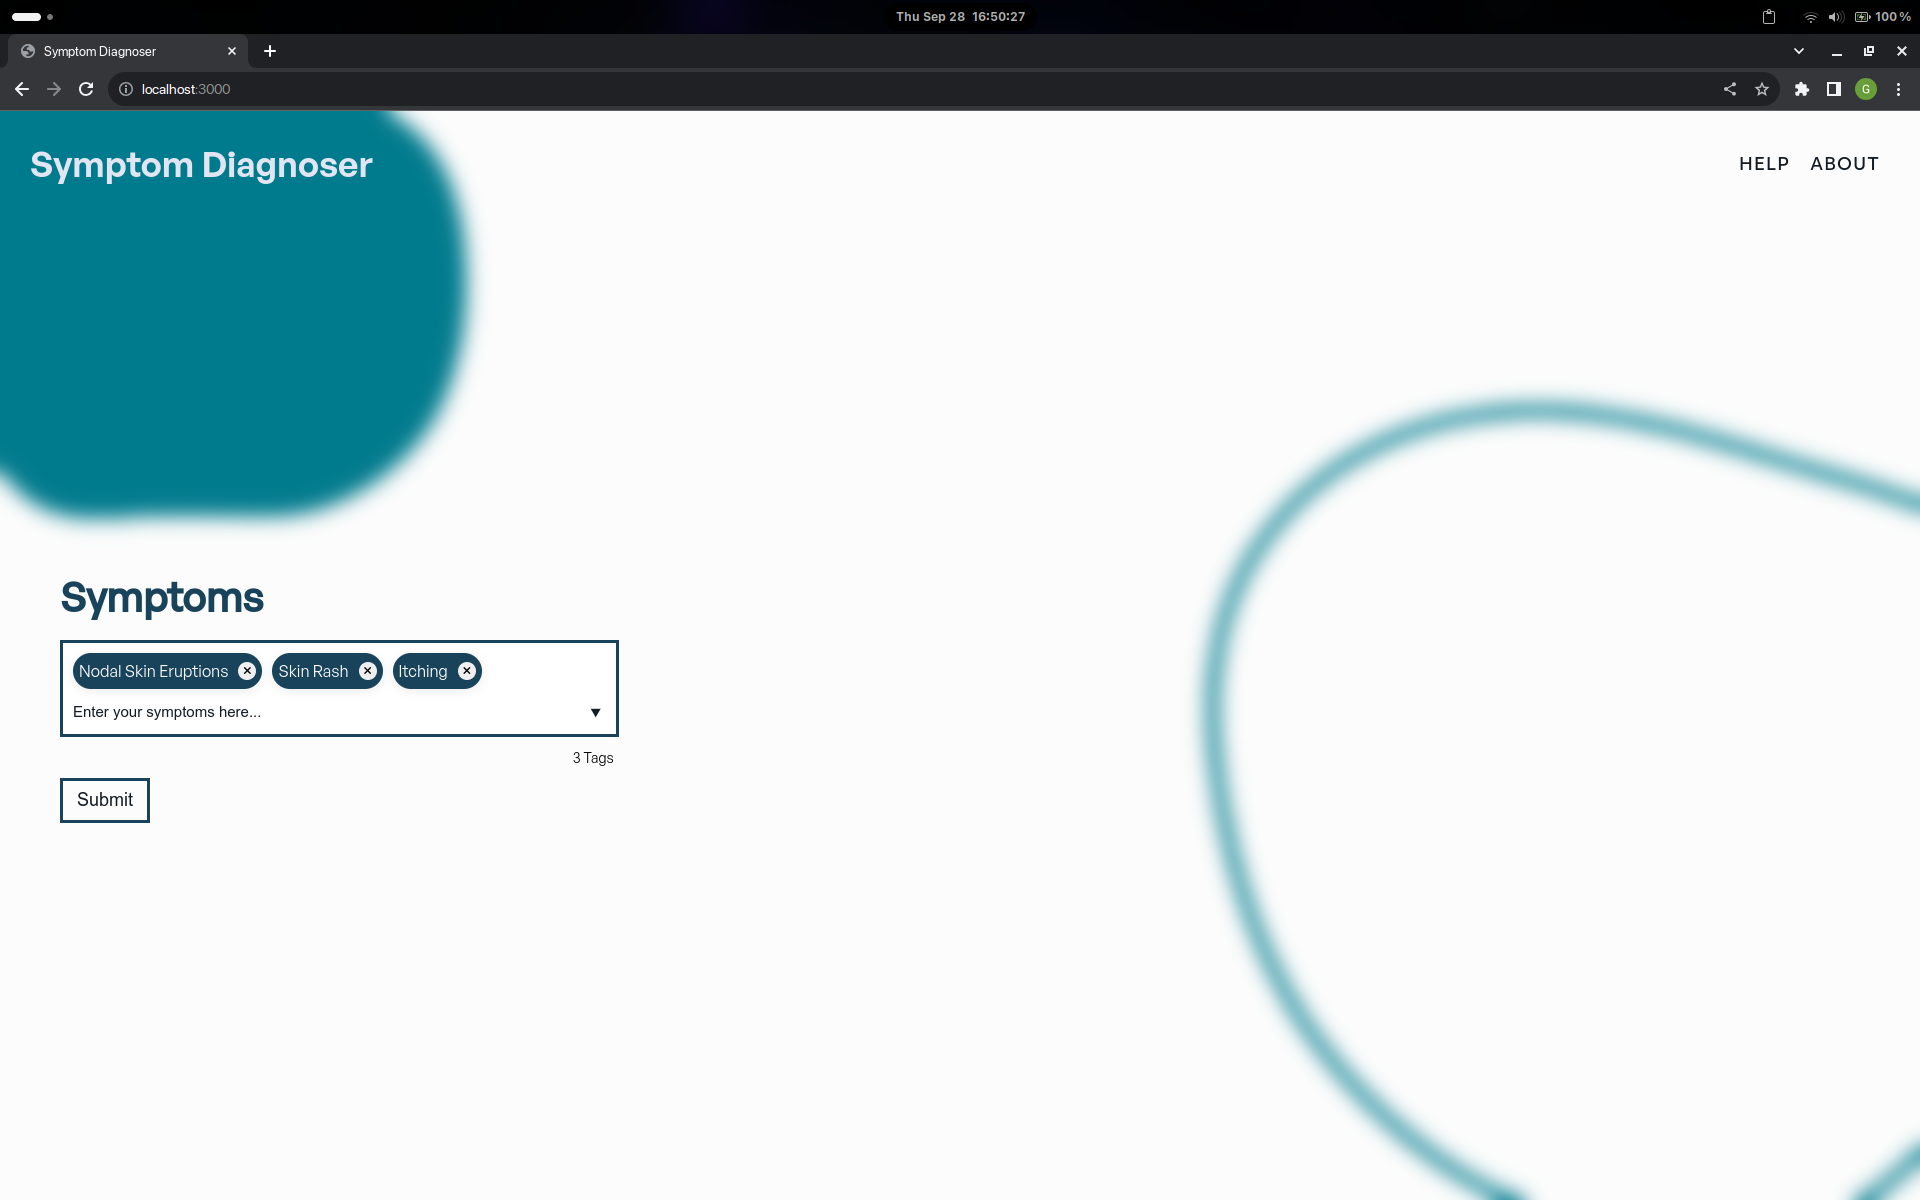 Thu Sep 28 16:50:27
100 %
Symptom Diagnoser
localhost:3000
G
Symptom Diagnoser
HELP ABOUT
Symptoms
Nodal Skin Eruptions Skin Rash Itching
Enter your symptoms here...
3 Tags
Submit